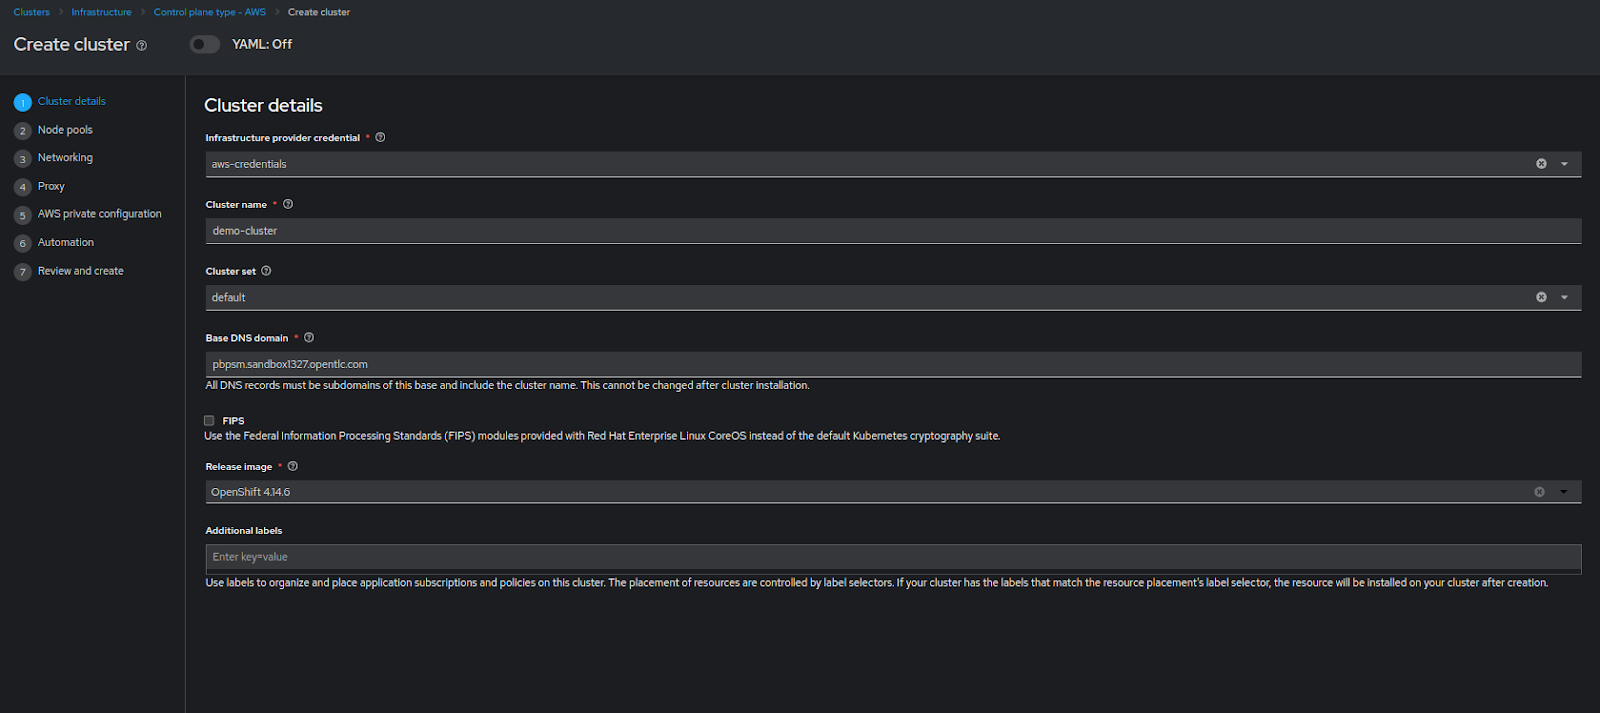 Clusters > Infrastructure > Control plane type - AWS > Create cluster
Create cluster
YAML: Off
1 Cluster details
2 Node pools
3 Networking
4 Proxy
5 AWS private configuration
6 Automation
7 Review and create
Cluster details
Infrastructure provider credential *
aws-credentials
Cluster name *
demo-cluster
Cluster set
default
Base DNS domain *
pbpsm.sandbox1327.opentlc.com
All DNS records must be subdomains of this base and include the cluster name. This cannot be changed after cluster installation.
FIPS
Use the Federal Information Processing Standards (FIPS) modules provided with Red Hat Enterprise Linux CoreOS instead of the default Kubernetes cryptography suite.
Release image *
OpenShift 4.14.6
Additional labels
Enter key=value
Use labels to organize and place application subscriptions and policies on this cluster. The placement of resources are controlled by label selectors. If your cluster has the labels that match the resource placement's label selector, the resource will be installed on your cluster after creation.